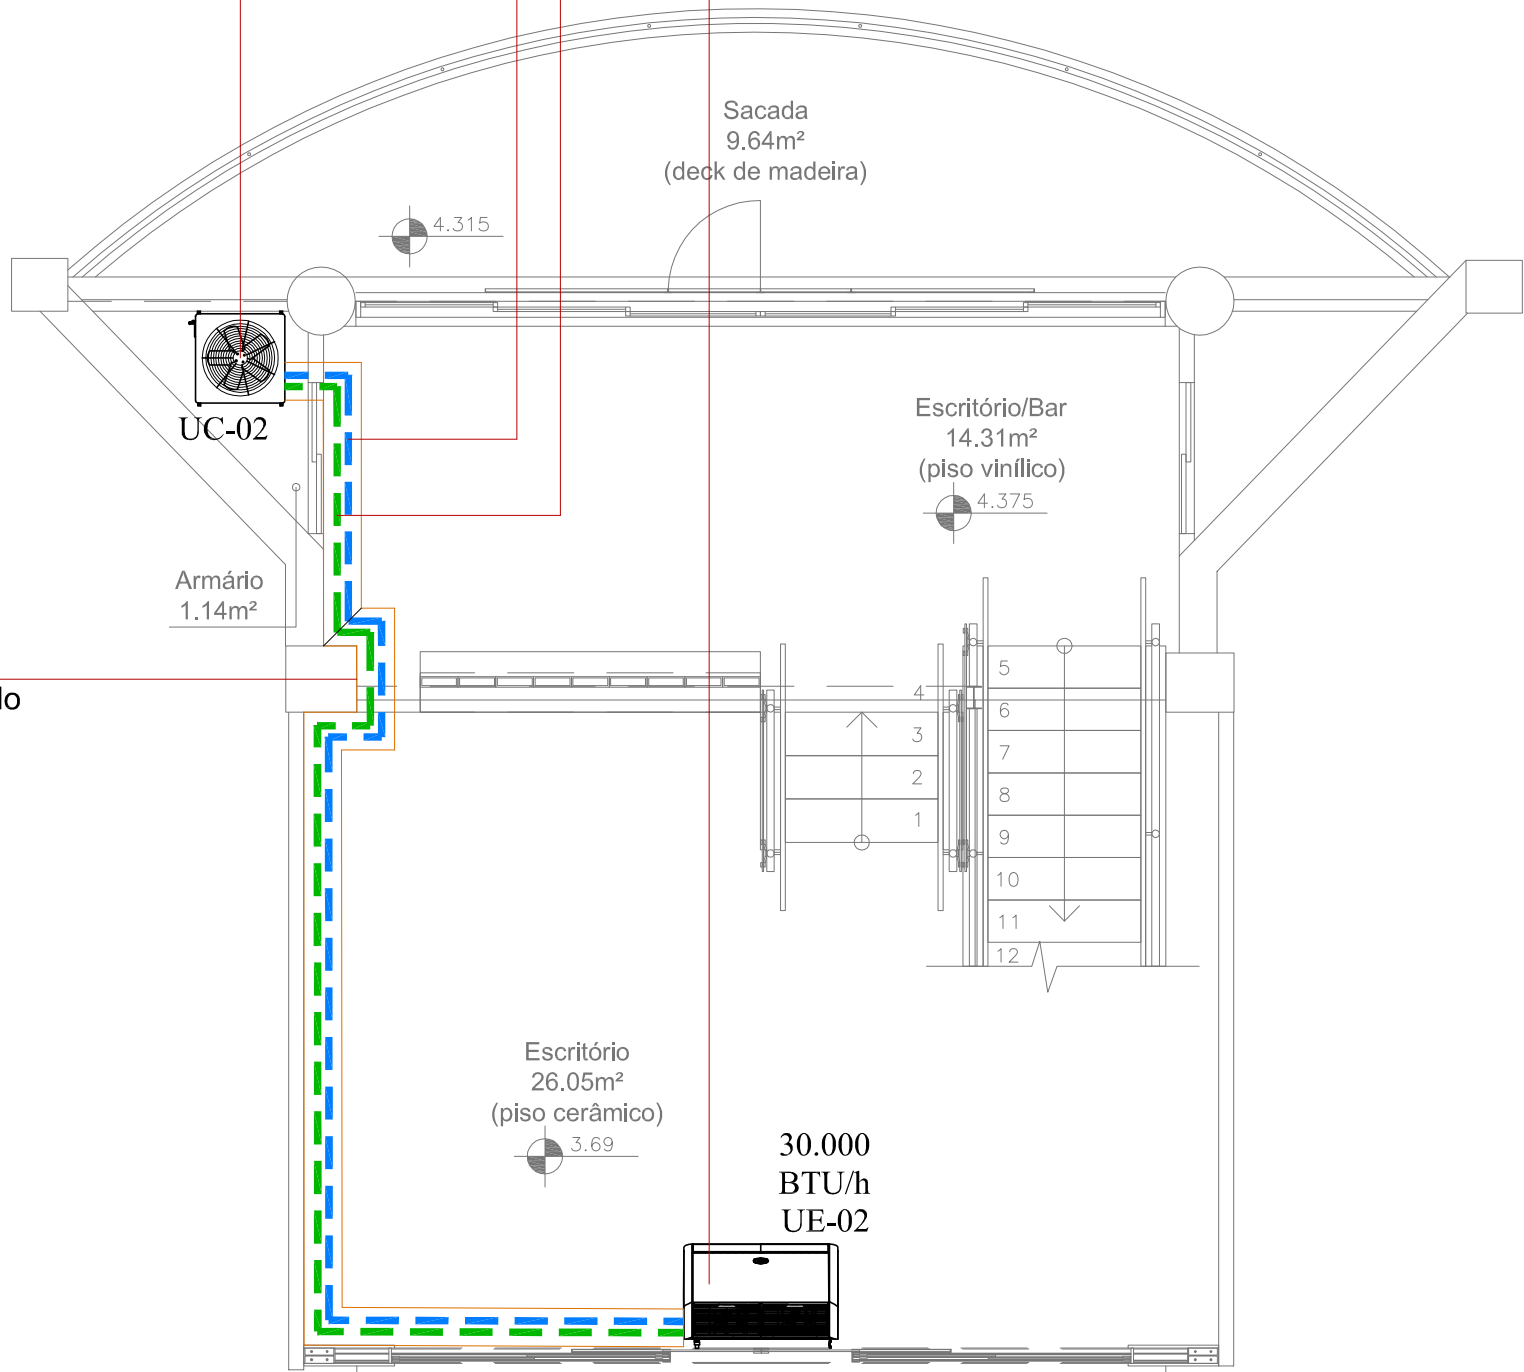 Sacada
9.64m²
(deck de madeira)
4.315
UC-02
Escritório/Bar
14.31m²
(piso vinílico)
4.375
Armário
1.14m²
lo
5
4
6
3
7
2
8
1
9
10
11
12
Escritório
26.05m²
(piso cerâmico)
3.69
30.000
BTU/h
UE-02